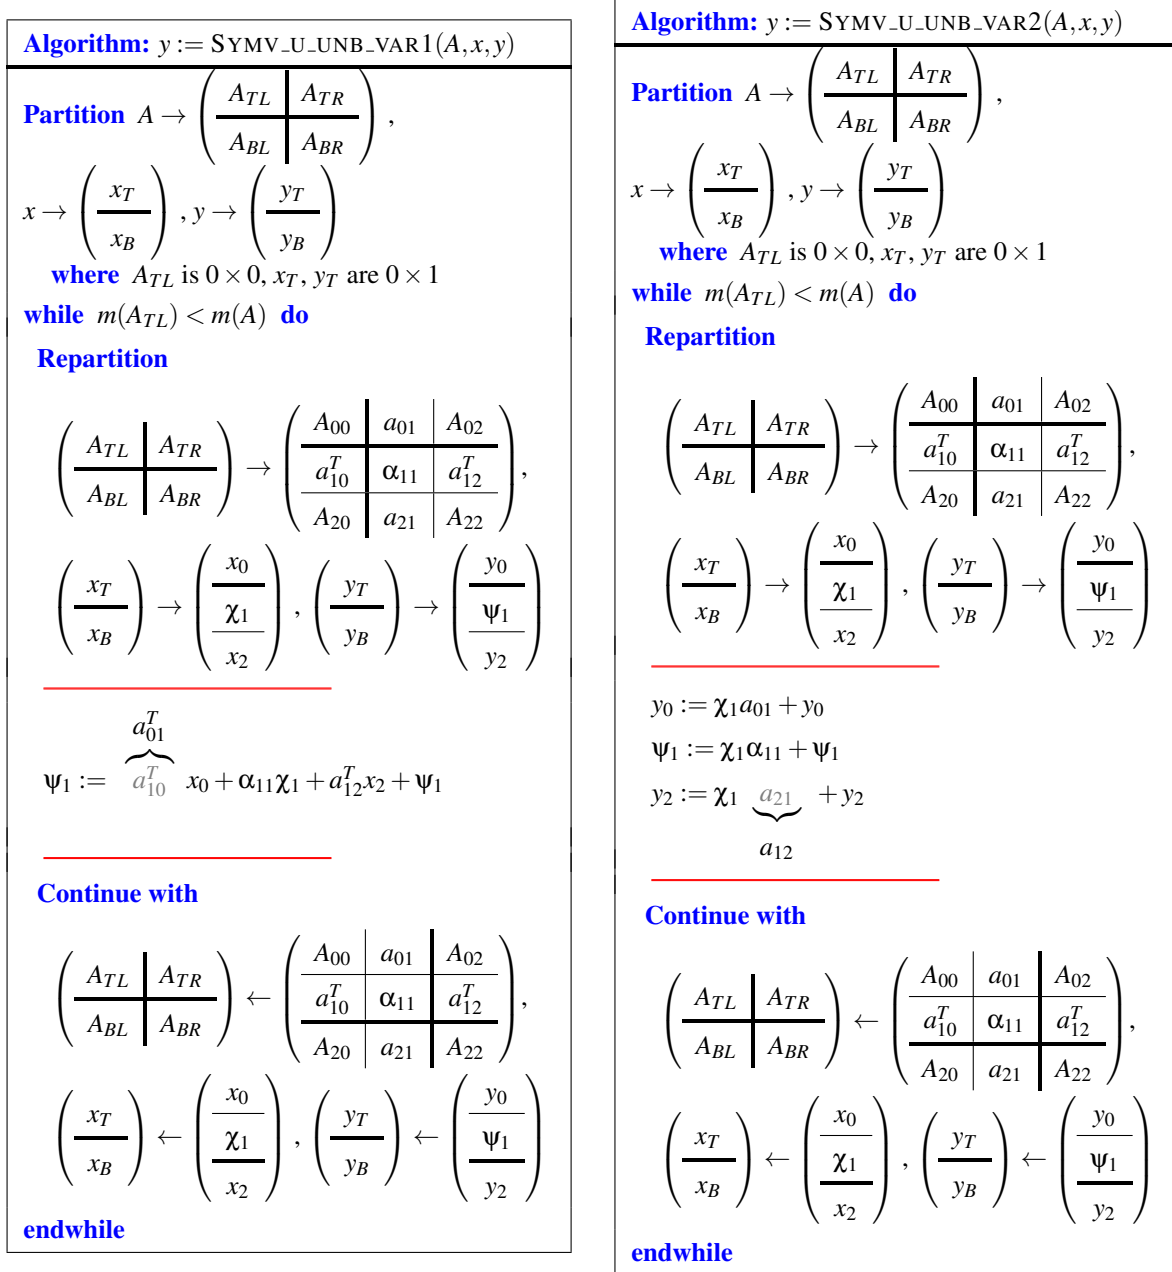 Algorithm: y := SYMV_U_UNB_VAR1(A, x, y)
Partition A → ( A_TL | A_TR / A_BL | A_BR ) ,
x → ( x_T / x_B ) , y → ( y_T / y_B )
where A_TL is 0 × 0, x_T, y_T are 0 × 1
while m(A_TL) < m(A) do
Repartition
( A_TL | A_TR / A_BL | A_BR ) → ( A_00 | a_01 | A_02 / a_10^T | α_11 | a_12^T / A_20 | a_21 | A_22 ) ,
( x_T / x_B ) → ( x_0 / χ_1 / x_2 ) , ( y_T / y_B ) → ( y_0 / ψ_1 / y_2 )
a_01^T
ψ_1 := a_10^T x_0 + α_11 χ_1 + a_12^T x_2 + ψ_1
Continue with
( A_TL | A_TR / A_BL | A_BR ) ← ( A_00 | a_01 | A_02 / a_10^T | α_11 | a_12^T / A_20 | a_21 | A_22 ) ,
( x_T / x_B ) ← ( x_0 / χ_1 / x_2 ) , ( y_T / y_B ) ← ( y_0 / ψ_1 / y_2 )
endwhile
Algorithm: y := SYMV_U_UNB_VAR2(A, x, y)
Partition A → ( A_TL | A_TR / A_BL | A_BR ) ,
x → ( x_T / x_B ) , y → ( y_T / y_B )
where A_TL is 0 × 0, x_T, y_T are 0 × 1
while m(A_TL) < m(A) do
Repartition
( A_TL | A_TR / A_BL | A_BR ) → ( A_00 | a_01 | A_02 / a_10^T | α_11 | a_12^T / A_20 | a_21 | A_22 ) ,
( x_T / x_B ) → ( x_0 / χ_1 / x_2 ) , ( y_T / y_B ) → ( y_0 / ψ_1 / y_2 )
y_0 := χ_1 a_01 + y_0
ψ_1 := χ_1 α_11 + ψ_1
y_2 := χ_1 a_21 + y_2
a_12
Continue with
( A_TL | A_TR / A_BL | A_BR ) ← ( A_00 | a_01 | A_02 / a_10^T | α_11 | a_12^T / A_20 | a_21 | A_22 ) ,
( x_T / x_B ) ← ( x_0 / χ_1 / x_2 ) , ( y_T / y_B ) ← ( y_0 / ψ_1 / y_2 )
endwhile